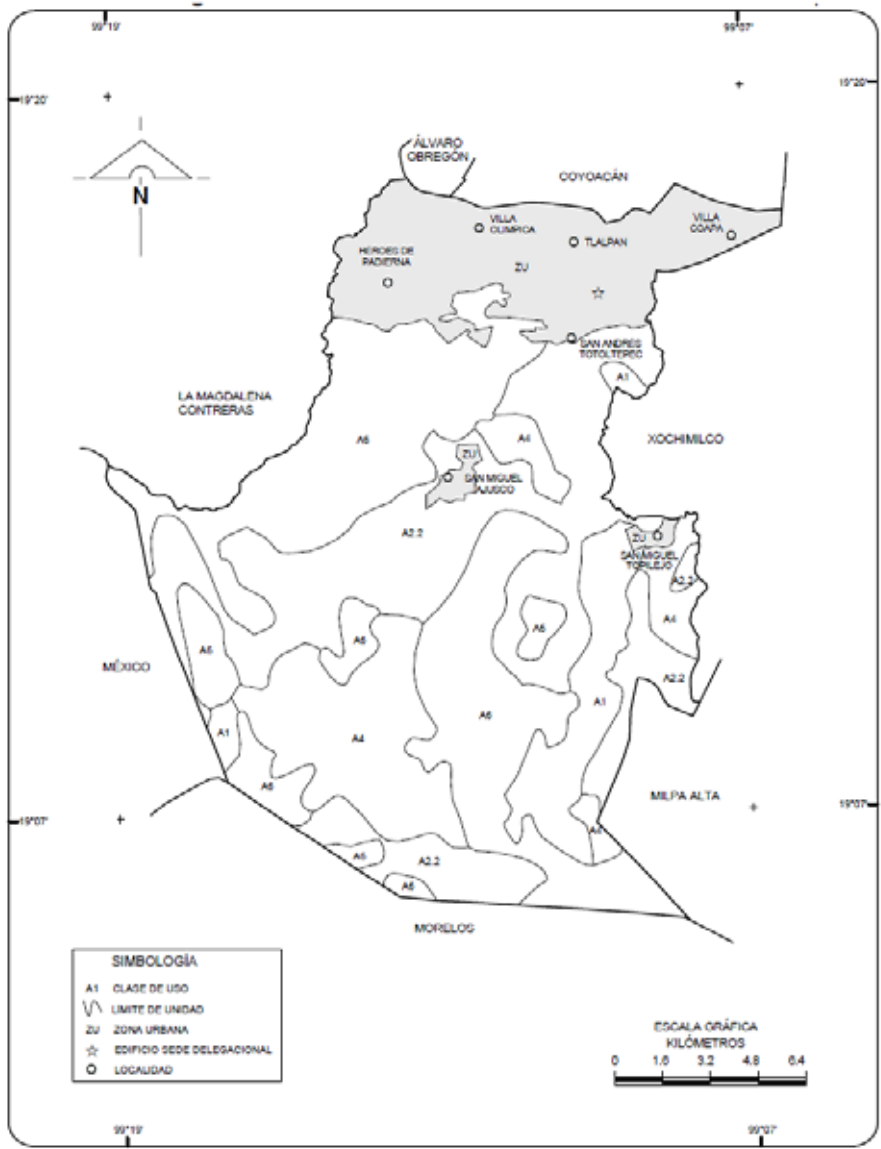 99°19'
99°07'
19°20'
19°20'
N
ÁLVARO
OBREGÓN
COYOACÁN
VILLA
OLIMPICA
TLALPAN
VILLA
COAPA
HEROES DE
PADIERNA
ZU
SAN ANDRES
TOTOLTEPEC
A1
LA MAGDALENA
CONTRERAS
A6
A4
XOCHIMILCO
ZU
SAN MIGUEL
AJUSCO
A2.2
ZU
SAN MIGUEL
TOPILEJO
A2.2
A4
A6
A6
A6
MÉXICO
A2.2
A1
A6
A1
A4
A6
MILPA ALTA
19°07'
19°07'
A6
A6
A2.2
A6
MORELOS
SIMBOLOGÍA
A1 CLASE DE USO
LIMITE DE UNIDAD
ZU ZONA URBANA
EDIFICIO SEDE DELEGACIONAL
LOCALIDAD
ESCALA GRÁFICA
KILÓMETROS
0 1.6 3.2 4.8 6.4
99°19'
99°07'